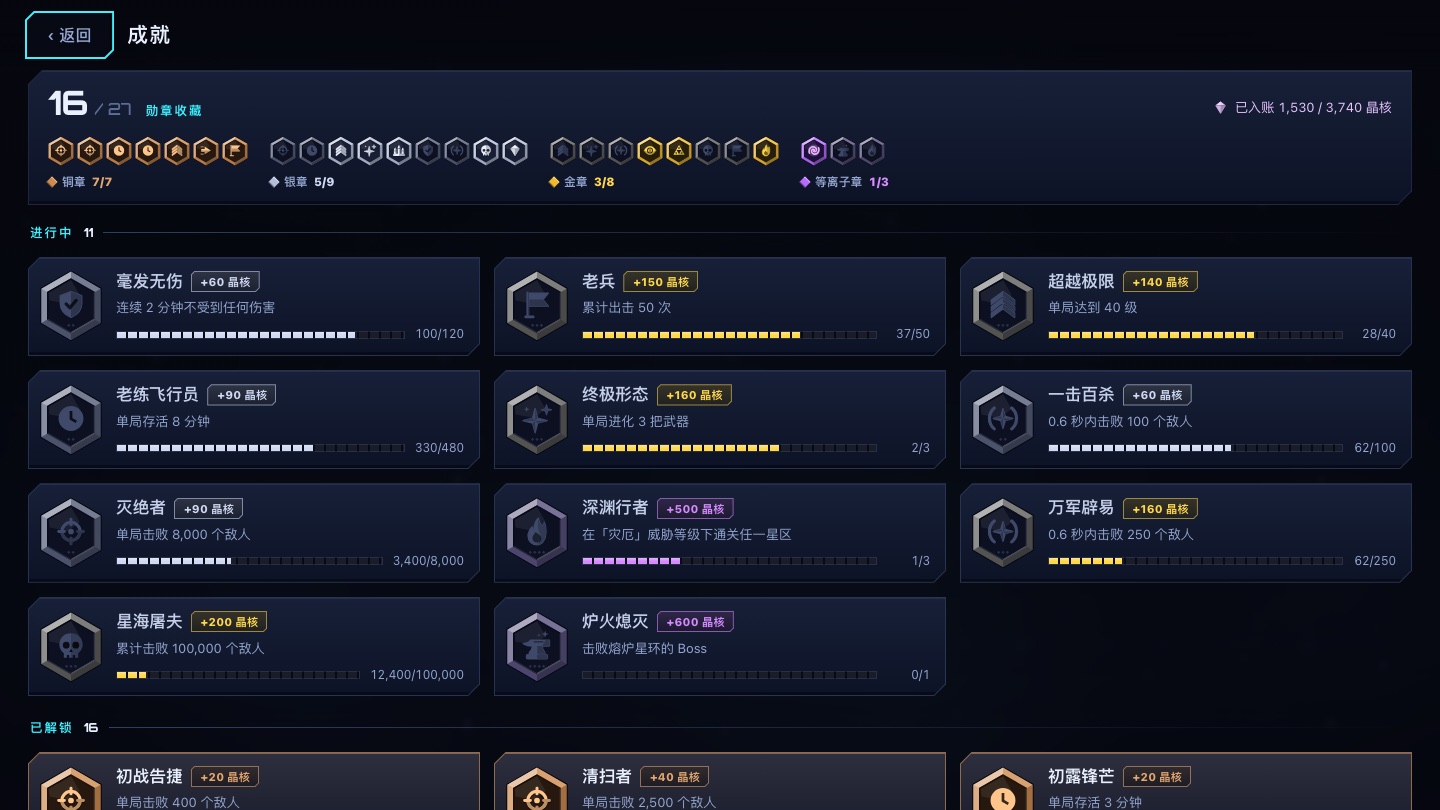 ‹ 返回
成就
16 / 27 勋章收藏
已入账 1,530 / 3,740 晶核
铜章 7/7
银章 5/9
金章 3/8
等离子章 1/3
进行中 11
毫发无伤 +60 晶核
连续 2 分钟不受到任何伤害
100/120
老兵 +150 晶核
累计出击 50 次
37/50
超越极限 +140 晶核
单局达到 40 级
28/40
老练飞行员 +90 晶核
单局存活 8 分钟
330/480
终极形态 +160 晶核
单局进化 3 把武器
2/3
一击百杀 +60 晶核
0.6 秒内击败 100 个敌人
62/100
灭绝者 +90 晶核
单局击败 8,000 个敌人
3,400/8,000
深渊行者 +500 晶核
在「灾厄」威胁等级下通关任一星区
1/3
万军辟易 +160 晶核
0.6 秒内击败 250 个敌人
62/250
星海屠夫 +200 晶核
累计击败 100,000 个敌人
12,400/100,000
炉火熄灭 +600 晶核
击败熔炉星环的 Boss
0/1
已解锁 16
初战告捷 +20 晶核
单局击败 400 个敌人
清扫者 +40 晶核
单局击败 2,500 个敌人
初露锋芒 +20 晶核
单局存活 3 分钟